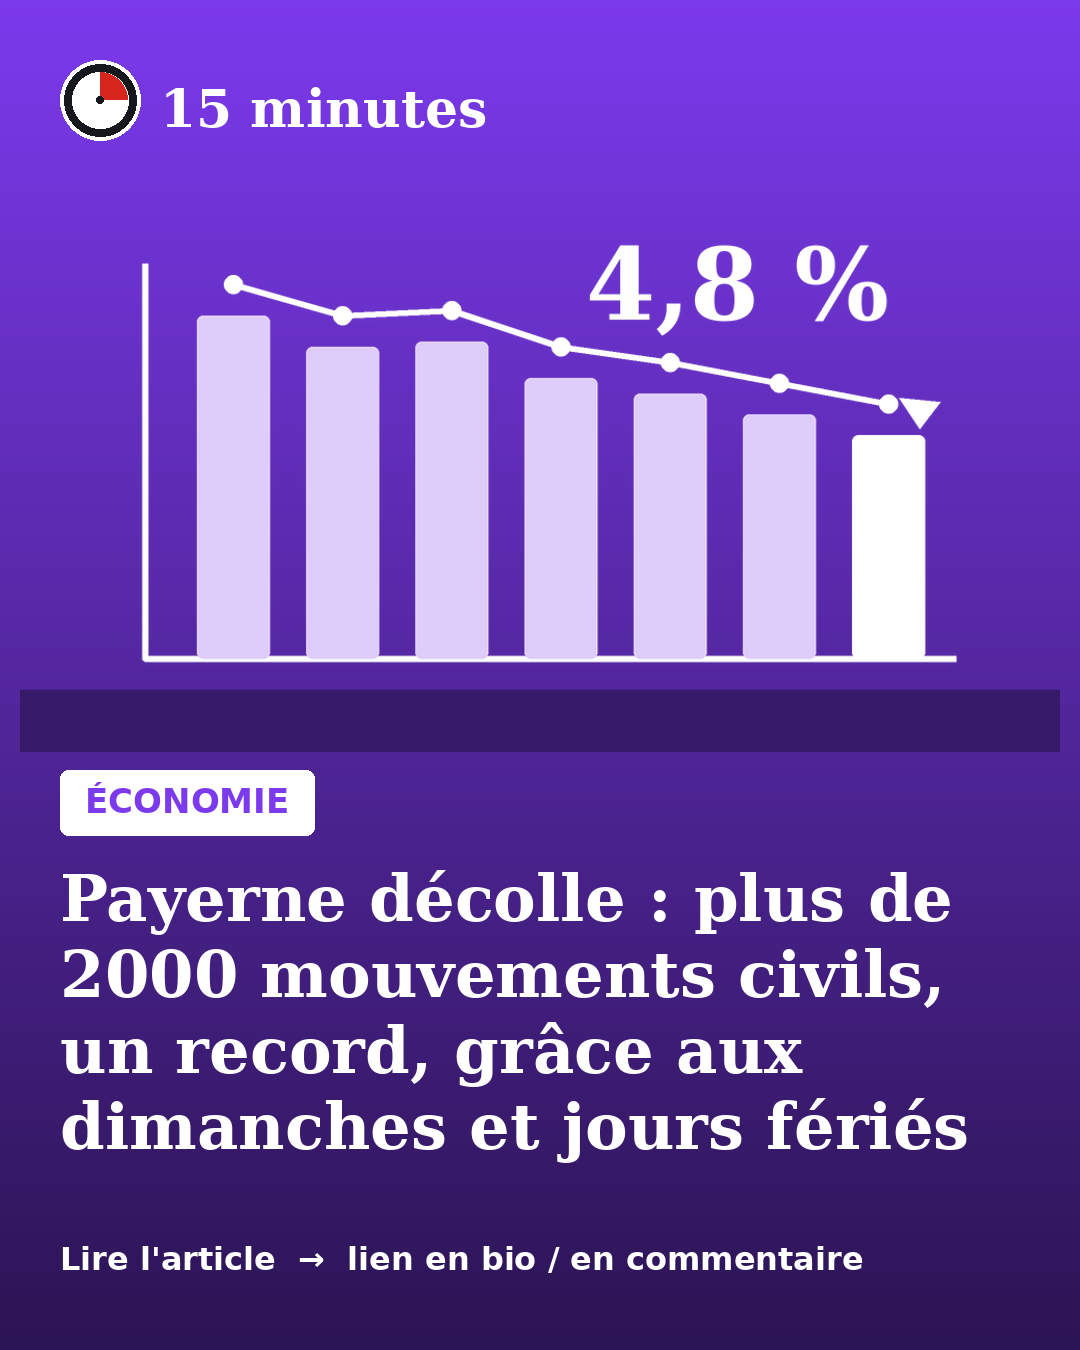 15 minutes
4,8 %
ÉCONOMIE
Payerne décolle : plus de
2000 mouvements civils,
un record, grâce aux
dimanches et jours fériés
Lire l'article → lien en bio / en commentaire